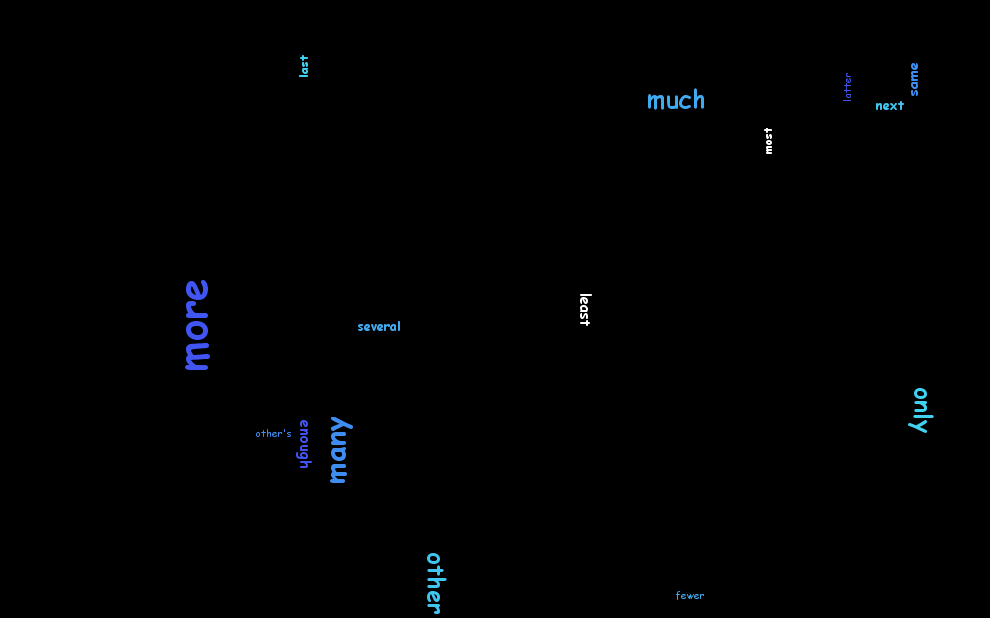 last
same
latter
much
next
most
more
least
several
only
many
enough
other's
other
fewer